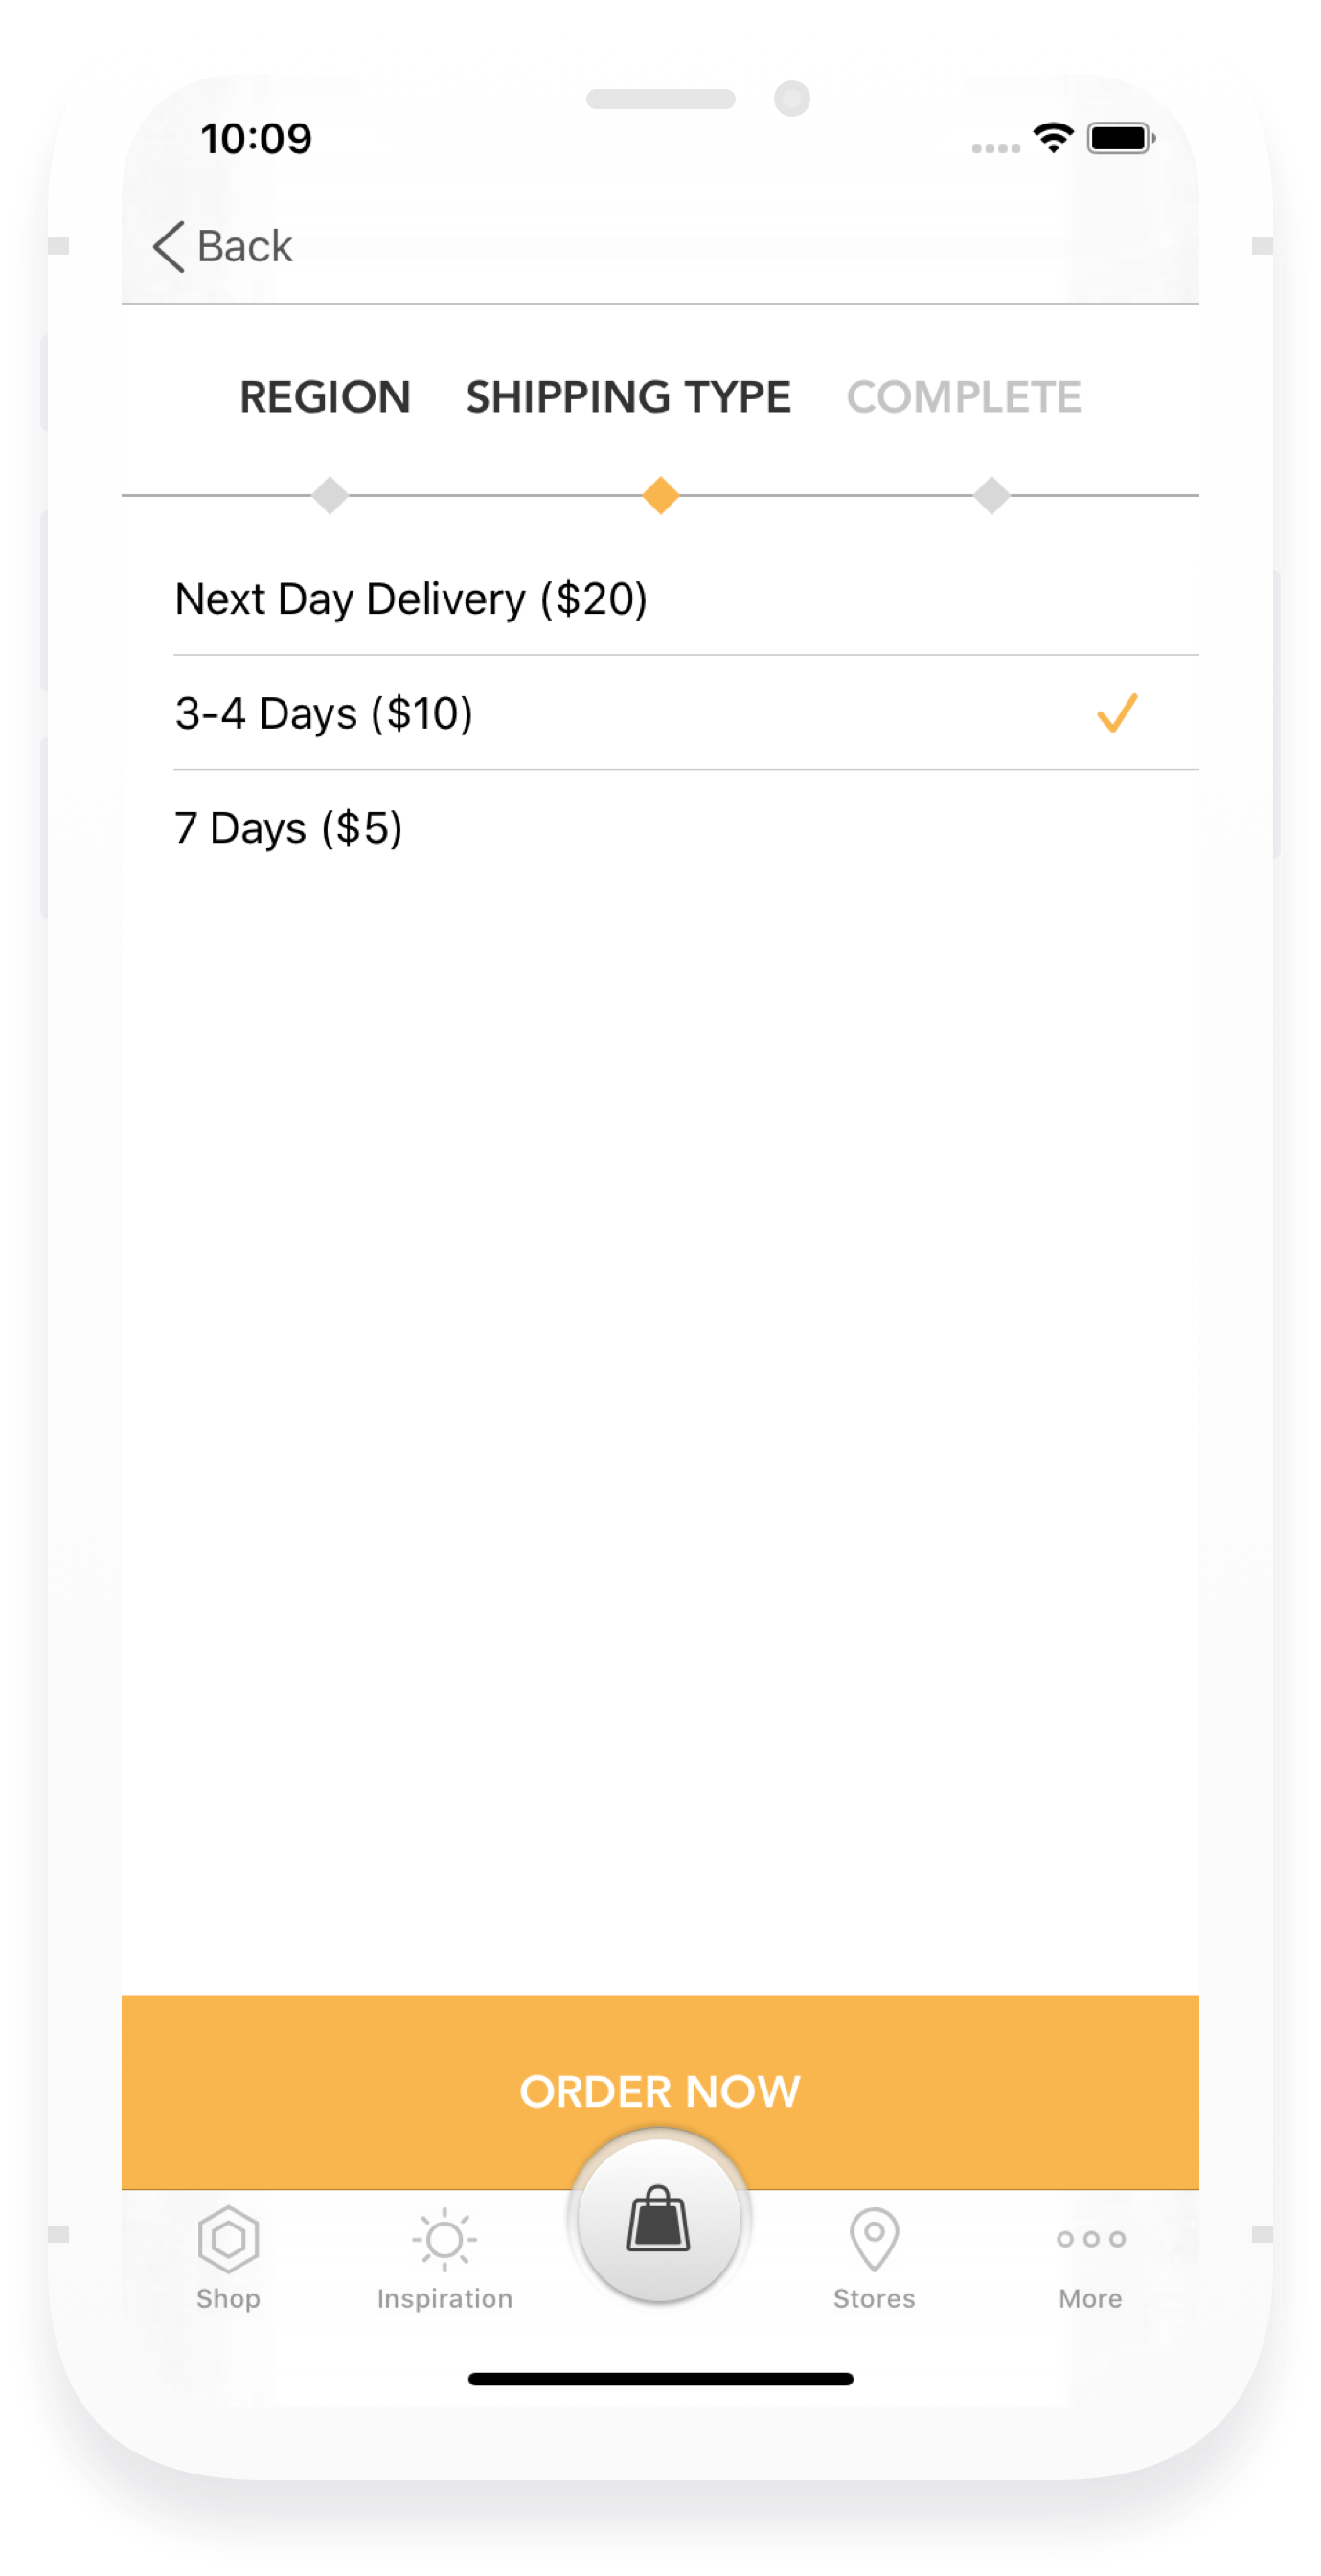 10:09
Back
REGION SHIPPING TYPE COMPLETE
Next Day Delivery ($20)
3-4 Days ($10)
7 Days ($5)
ORDER NOW
Shop Inspiration Stores More